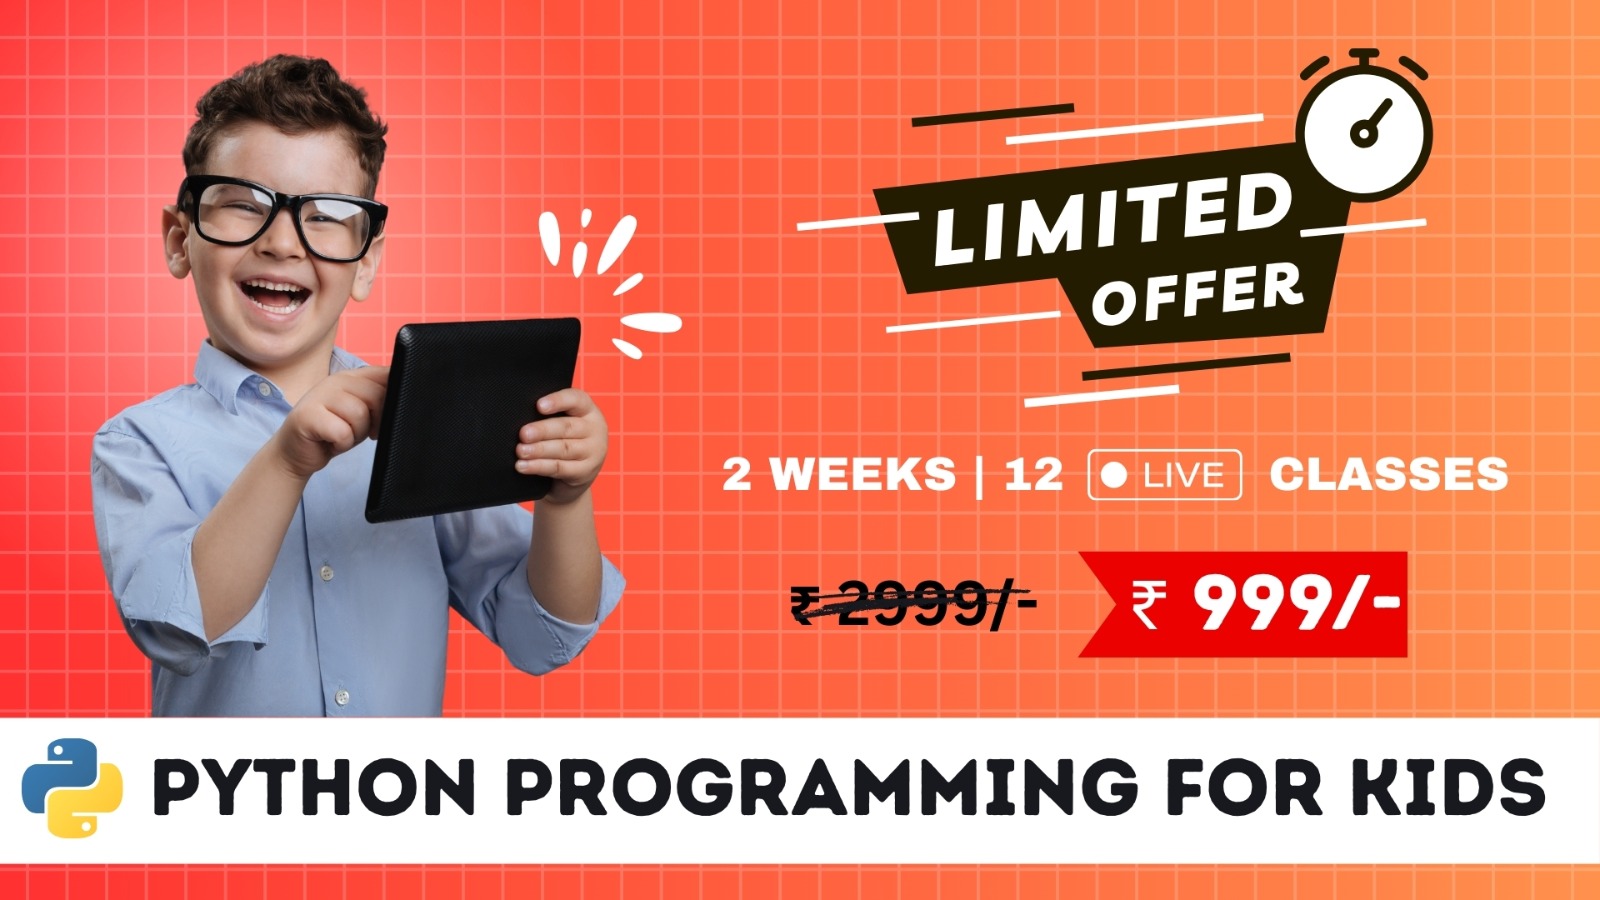 LIMITED
OFFER
2 WEEKS | 12 LIVE CLASSES
₹ 2999/- ₹ 999/-
PYTHON PROGRAMMING FOR KIDS